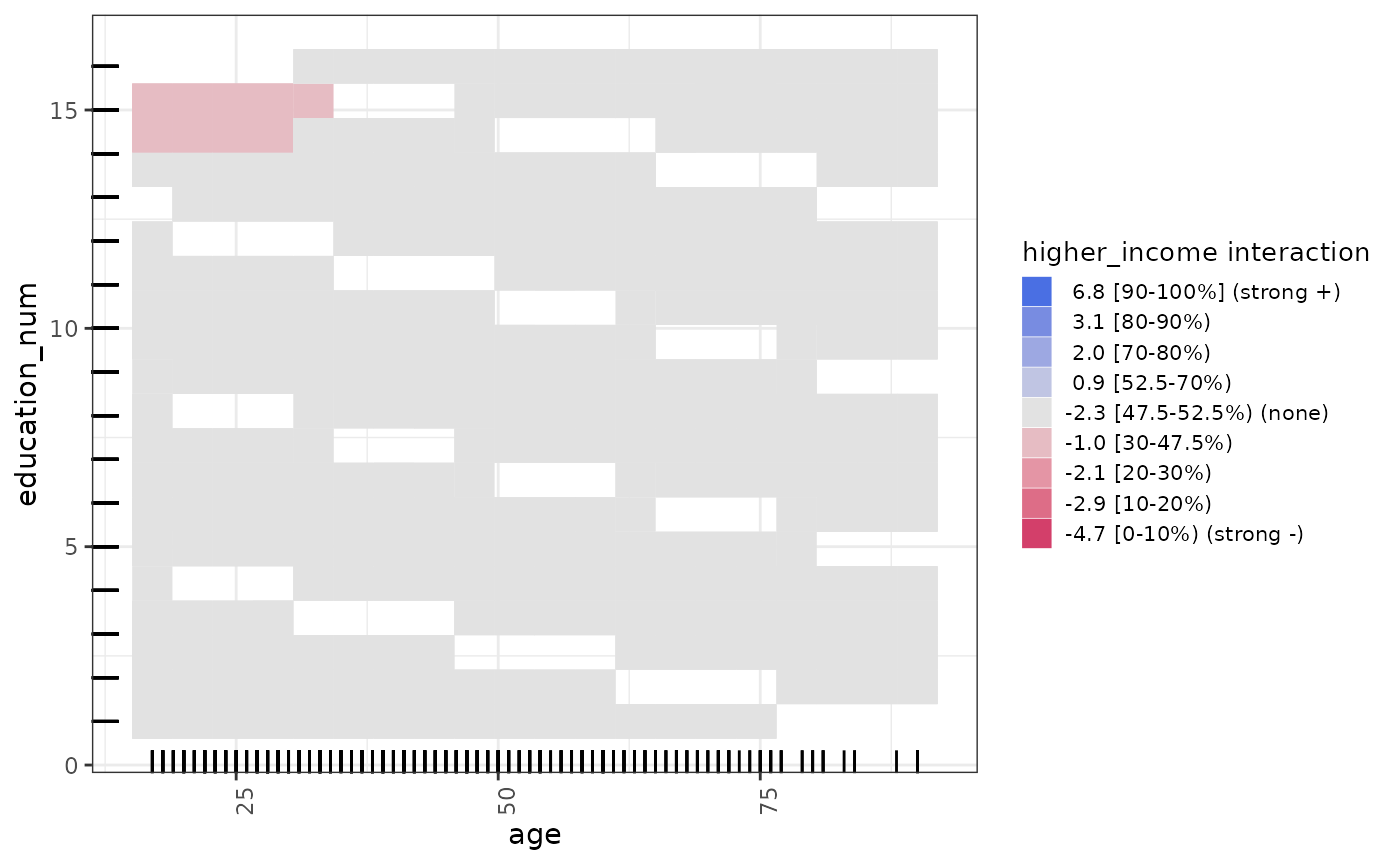 15
10
5
0
education_num
25
50
75
age
higher_income interaction
6.8 [90-100%] (strong +)
3.1 [80-90%)
2.0 [70-80%)
0.9 [52.5-70%)
-2.3 [47.5-52.5%) (none)
-1.0 [30-47.5%)
-2.1 [20-30%)
-2.9 [10-20%)
-4.7 [0-10%) (strong -)